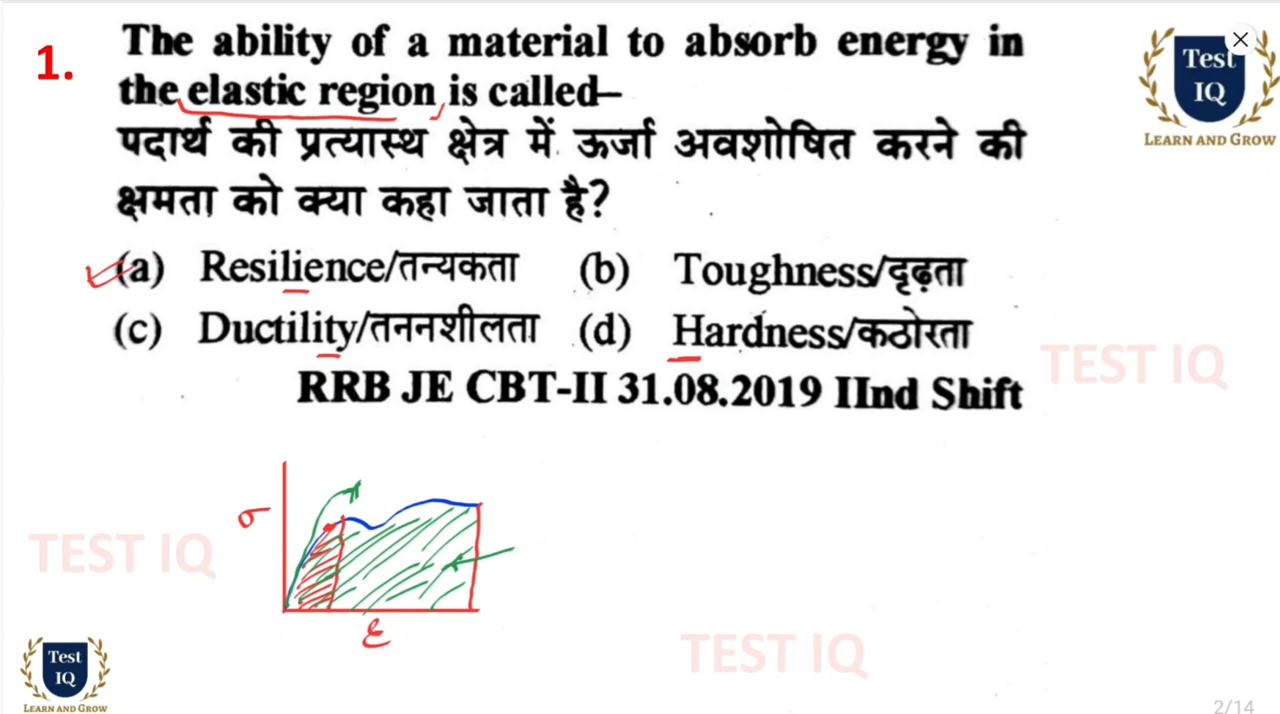 1.
The ability of a material to absorb energy in
the elastic region is called–
पदार्थ की प्रत्यास्थ क्षेत्र में ऊर्जा अवशोषित करने की
क्षमता को क्या कहा जाता है?
(a) Resilience/तन्यकता (b) Toughness/दृढ़ता
(c) Ductility/तननशीलता (d) Hardness/कठोरता
RRB JE CBT-II 31.08.2019 IInd Shift
Test
IQ
LEARN AND GROW
TEST IQ
σ
TEST IQ
ε
TEST IQ
Test
IQ
LEARN AND GROW
2/14